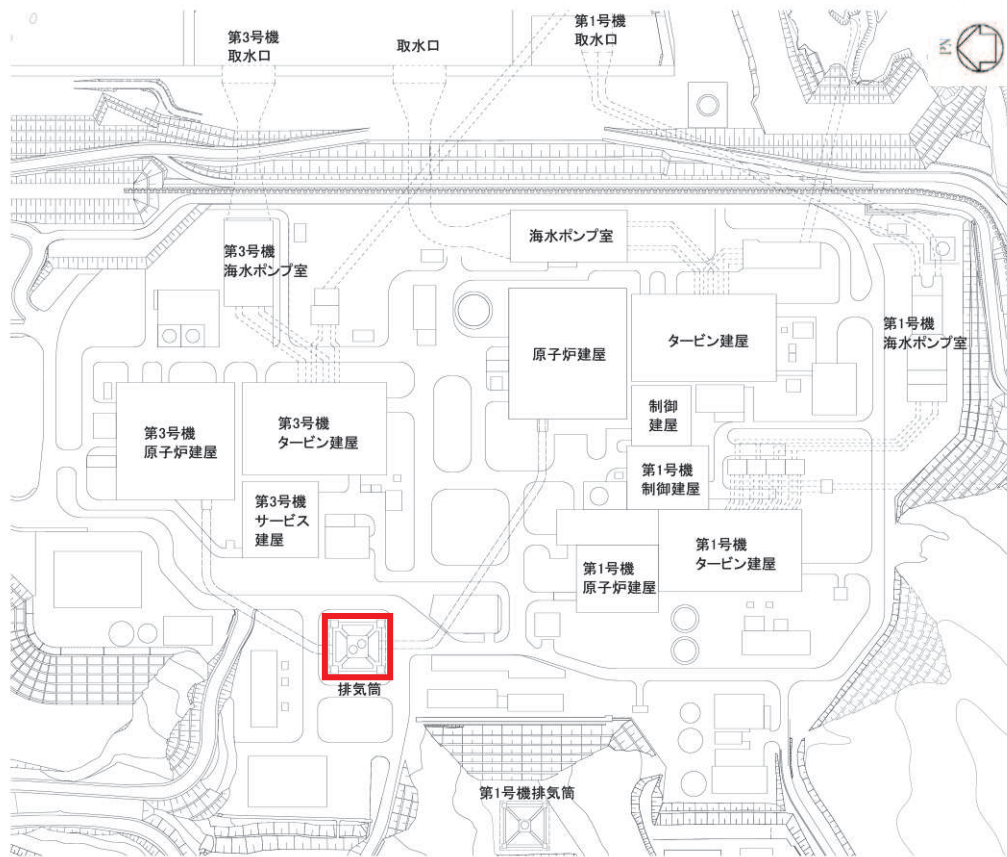 第3号機
取水口
取水口
第1号機
取水口
P.N
海水ポンプ室
第3号機
海水ポンプ室
第1号機
海水ポンプ室
原子炉建屋
タービン建屋
制御
建屋
第3号機
原子炉建屋
第3号機
タービン建屋
第1号機
制御建屋
第3号機
サービス
建屋
第1号機
原子炉建屋
第1号機
タービン建屋
排気筒
第1号機排気筒